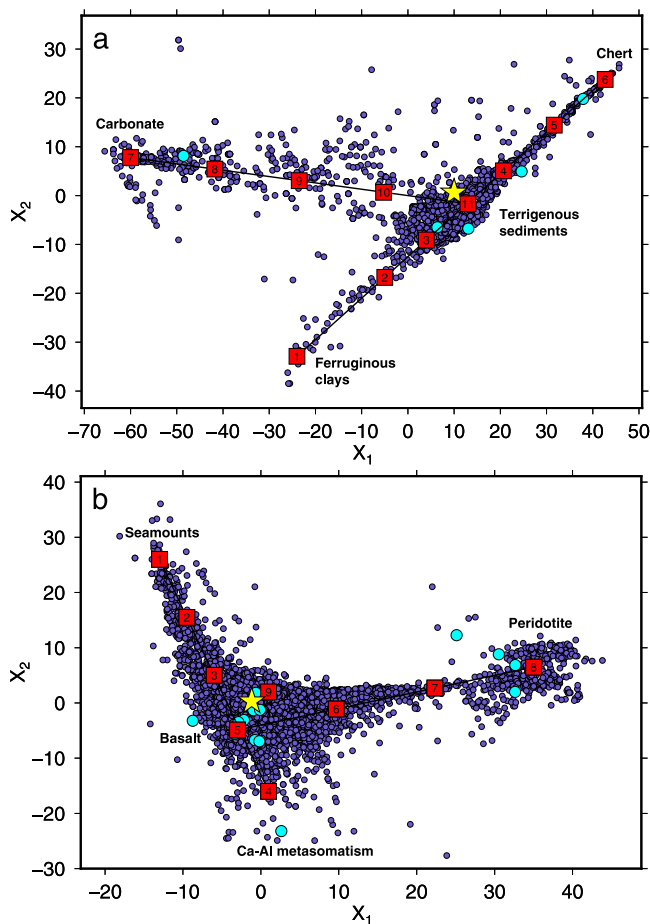 a
30
20
10
0
−10
−20
−30
−40
X2
Carbonate
Chert
Terrigenous
sediments
Ferruginous
clays
7
8
9
10
11
6
5
4
3
2
1
−70 −60 −50 −40 −30 −20 −10 0 10 20 30 40 50
X1
b
40
30
20
10
0
−10
−20
−30
X2
Seamounts
Peridotite
Basalt
Ca-Al metasomatism
1
2
3
9
5
6
7
8
4
−20 −10 0 10 20 30 40
X1